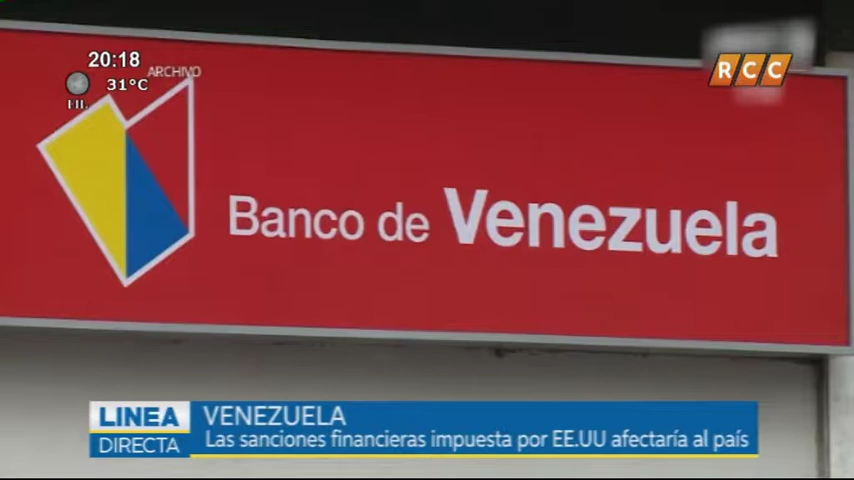 20:18
ARCHIVO
31°C
MIL
RCC
Banco de Venezuela
LINEA DIRECTA
VENEZUELA
Las sanciones financieras impuesta por EE.UU afectaría al país